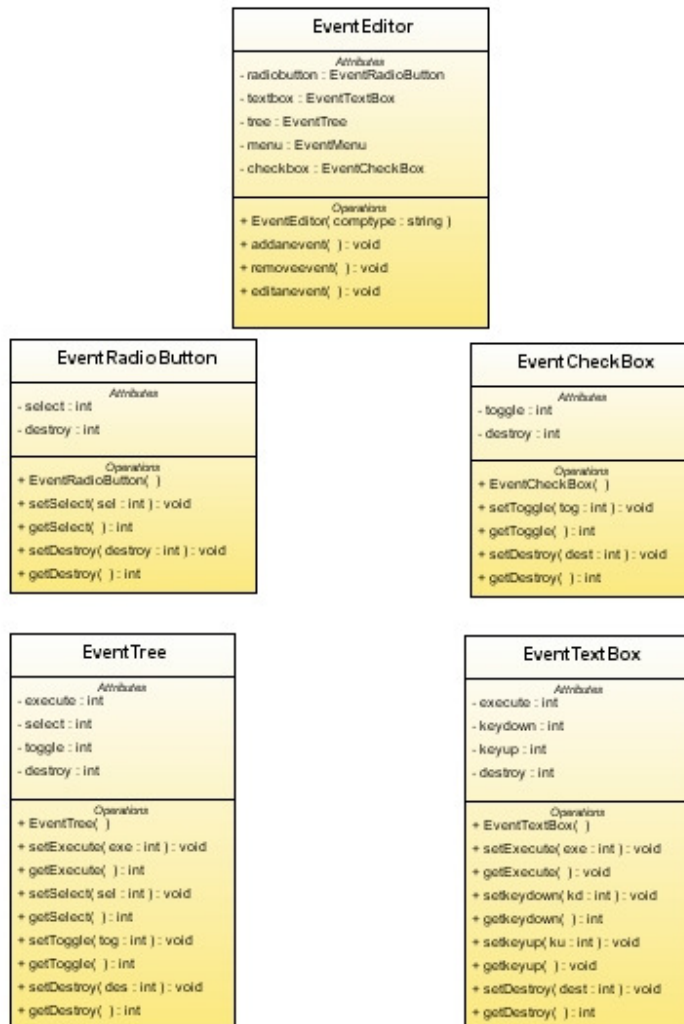 EventEditor
Attributes
- radiobutton : EventRadioButton
- textbox : EventTextBox
- tree : EventTree
- menu : EventMenu
- checkbox : EventCheckBox
Operations
+ EventEditor( comptype : string )
+ addanevent( ) : void
+ removeevent( ) : void
+ editanevent( ) : void
EventRadioButton
Attributes
- select : int
- destroy : int
Operations
+ EventRadioButton( )
+ setSelect( sel : int ) : void
+ getSelect( ) : int
+ setDestroy( destroy : int ) : void
+ getDestroy( ) : int
EventCheckBox
Attributes
- toggle : int
- destroy : int
Operations
+ EventCheckBox( )
+ setToggle( tog : int ) : void
+ getToggle( ) : int
+ setDestroy( dest : int ) : void
+ getDestroy( ) : int
EventTree
Attributes
- execute : int
- select : int
- toggle : int
- destroy : int
Operations
+ EventTree( )
+ setExecute( exe : int ) : void
+ getExecute( ) : int
+ setSelect( sel : int ) : void
+ getSelect( ) : int
+ setToggle( tog : int ) : void
+ getToggle( ) : int
+ setDestroy( des : int ) : void
+ getDestroy( ) : int
EventTextBox
Attributes
- execute : int
- keydown : int
- keyup : int
- destroy : int
Operations
+ EventTextBox( )
+ setExecute( exe : int ) : void
+ getExecute( ) : void
+ setkeydown( kd : int ) : void
+ getkeydown( ) : int
+ setkeyup( ku : int ) : void
+ getkeyup( ) : void
+ setDestroy( dest : int ) : void
+ getDestroy( ) : int